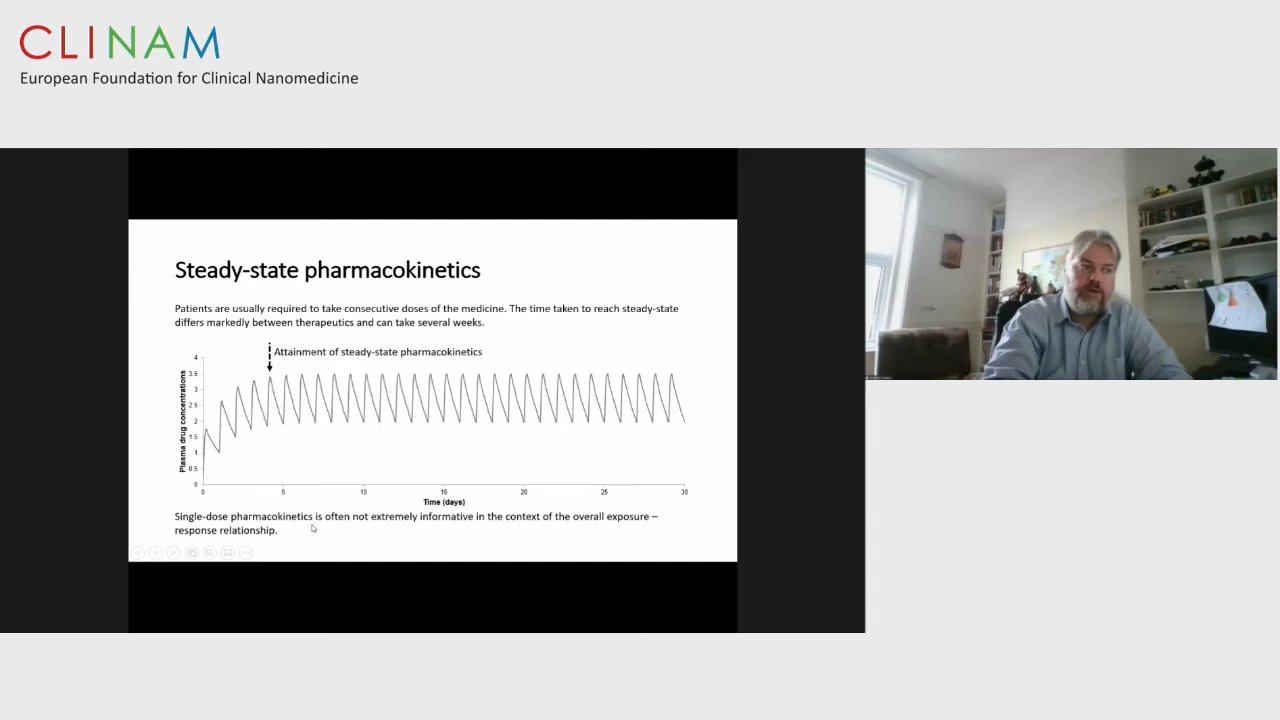 CLINAM
European Foundation for Clinical Nanomedicine
Steady-state pharmacokinetics
Patients are usually required to take consecutive doses of the medicine. The time taken to reach steady-state
differs markedly between therapeutics and can take several weeks.
Attainment of steady-state pharmacokinetics
Plasma drug concentrations
4
3.5
3
2.5
2
1.5
1
0.5
0
0 5 10 15 20 25 30
Time (days)
Single-dose pharmacokinetics is often not extremely informative in the context of the overall exposure –
response relationship.